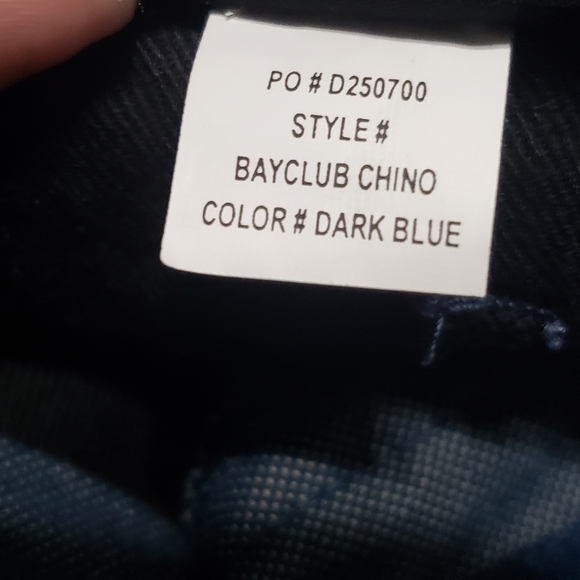 PO # D250700
STYLE #
BAYCLUB CHINO
COLOR # DARK BLUE